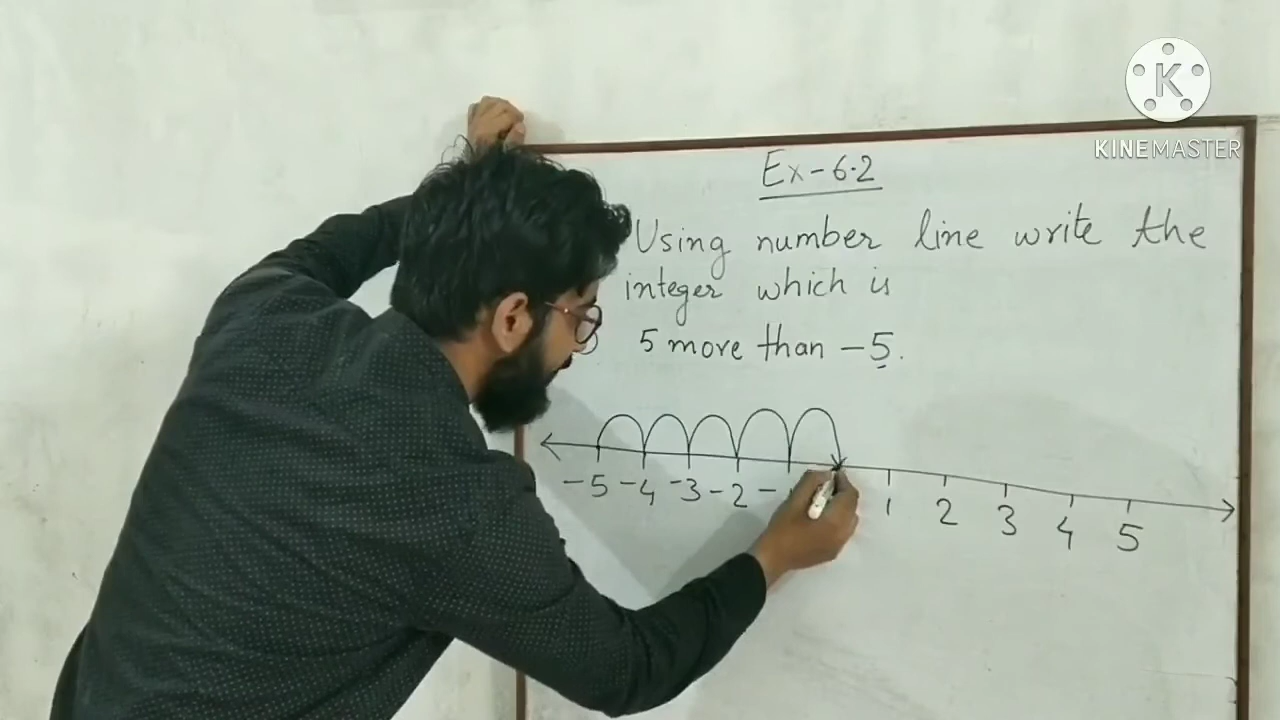 K
KINEMASTER
Ex-6.2
Using number line write the
integer which is
5 more than -5.
-5 -4 -3 -2 -1 1 2 3 4 5